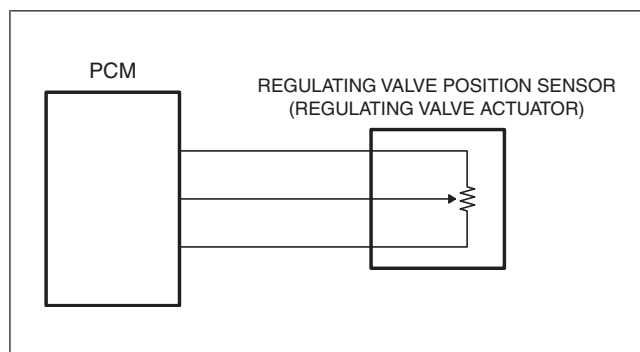 PCM
REGULATING VALVE POSITION SENSOR
(REGULATING VALVE ACTUATOR)